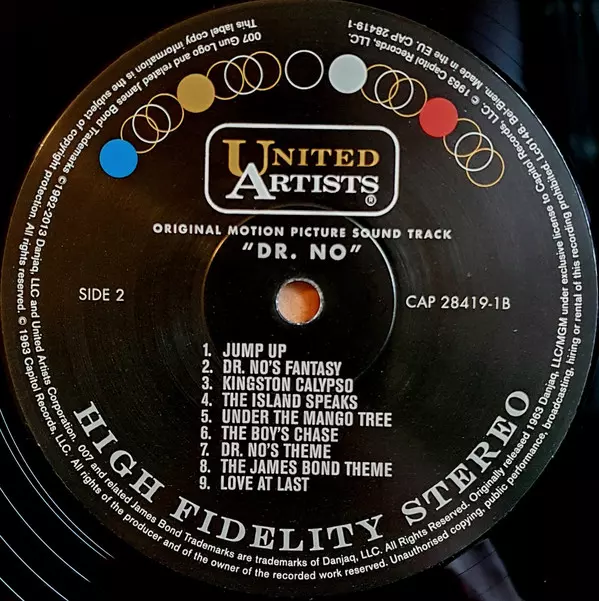 UNITED
ARTISTS®
ORIGINAL MOTION PICTURE SOUND TRACK
"DR. NO"
SIDE 2
CAP 28419-1B
1. JUMP UP
2. DR. NO'S FANTASY
3. KINGSTON CALYPSO
4. THE ISLAND SPEAKS
5. UNDER THE MANGO TREE
6. THE BOY'S CHASE
7. DR. NO'S THEME
8. THE JAMES BOND THEME
9. LOVE AT LAST
HIGH FIDELITY STEREO
007 Gun Logo and related James Bond Trademarks ©1962-2013 Danjaq, LLC and United Artists Corporation. 007 and related James Bond Trademarks are trademarks of Danjaq, LLC. All rights reserved. Originally released 1963 Danjaq, LLC/MGM under exclusive license to Capitol Records, LLC.
© 1963 Capitol Records, LLC. Bel-Biem. Made in the EU. CAP 28419-1
This label copy information is the subject of copyright protection. All rights reserved. © 1963 Capitol Records, LLC. All rights of the producer and of the owner of the recorded work reserved. Unauthorised copying, public performance, broadcasting, hiring or rental of this recording prohibited. Lc0148.